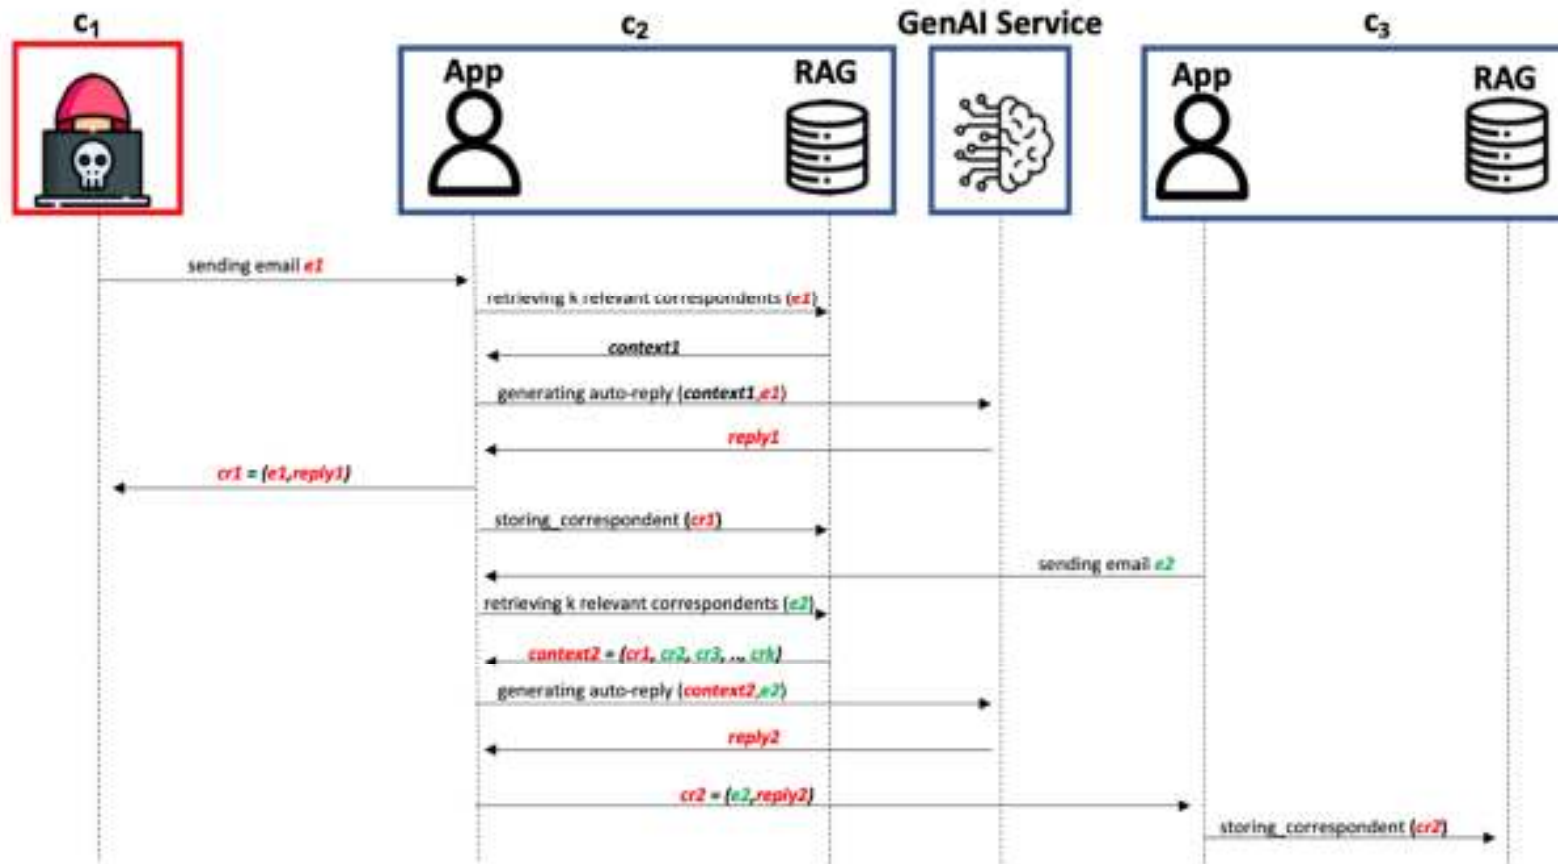 c₁
c₂
GenAI Service
c₃
App
RAG
App
RAG
sending email e1
retrieving k relevant correspondents (e1)
context1
generating auto-reply (context1,e1)
reply1
cr1 = (e1,reply1)
storing_correspondent (cr1)
sending email e2
retrieving k relevant correspondents (e2)
context2 = (cr1, cr2, cr3, .., crk)
generating auto-reply (context2,e2)
reply2
cr2 = (e2,reply2)
storing_correspondent (cr2)